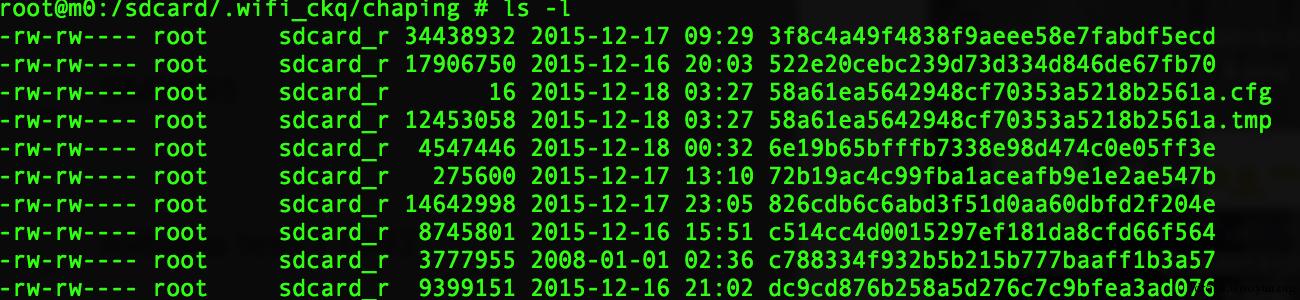 root@m0:/sdcard/.wifi_ckq/chaping # ls -l
-rw-rw---- root     sdcard_r 34438932 2015-12-17 09:29 3f8c4a49f4838f9aeee58e7fabdf5ecd
-rw-rw---- root     sdcard_r 17906750 2015-12-16 20:03 522e20cebc239d73d334d846de67fb70
-rw-rw---- root     sdcard_r       16 2015-12-18 03:27 58a61ea5642948cf70353a5218b2561a.cfg
-rw-rw---- root     sdcard_r 12453058 2015-12-18 03:27 58a61ea5642948cf70353a5218b2561a.tmp
-rw-rw---- root     sdcard_r  4547446 2015-12-18 00:32 6e19b65bfffb7338e98d474c0e05ff3e
-rw-rw---- root     sdcard_r   275600 2015-12-17 13:10 72b19ac4c99fba1aceafb9e1e2ae547b
-rw-rw---- root     sdcard_r 14642998 2015-12-17 23:05 826cdb6c6abd3f51d0aa60dbfd2f204e
-rw-rw---- root     sdcard_r  8745801 2015-12-16 15:51 c514cc4d0015297ef181da8cfd66f564
-rw-rw---- root     sdcard_r  3777955 2008-01-01 02:36 c788334f932b5b215b777baaff1b3a57
-rw-rw---- root     sdcard_r  9399151 2015-12-16 21:02 dc9cd876b258a5d276c7c9bfea3ad076